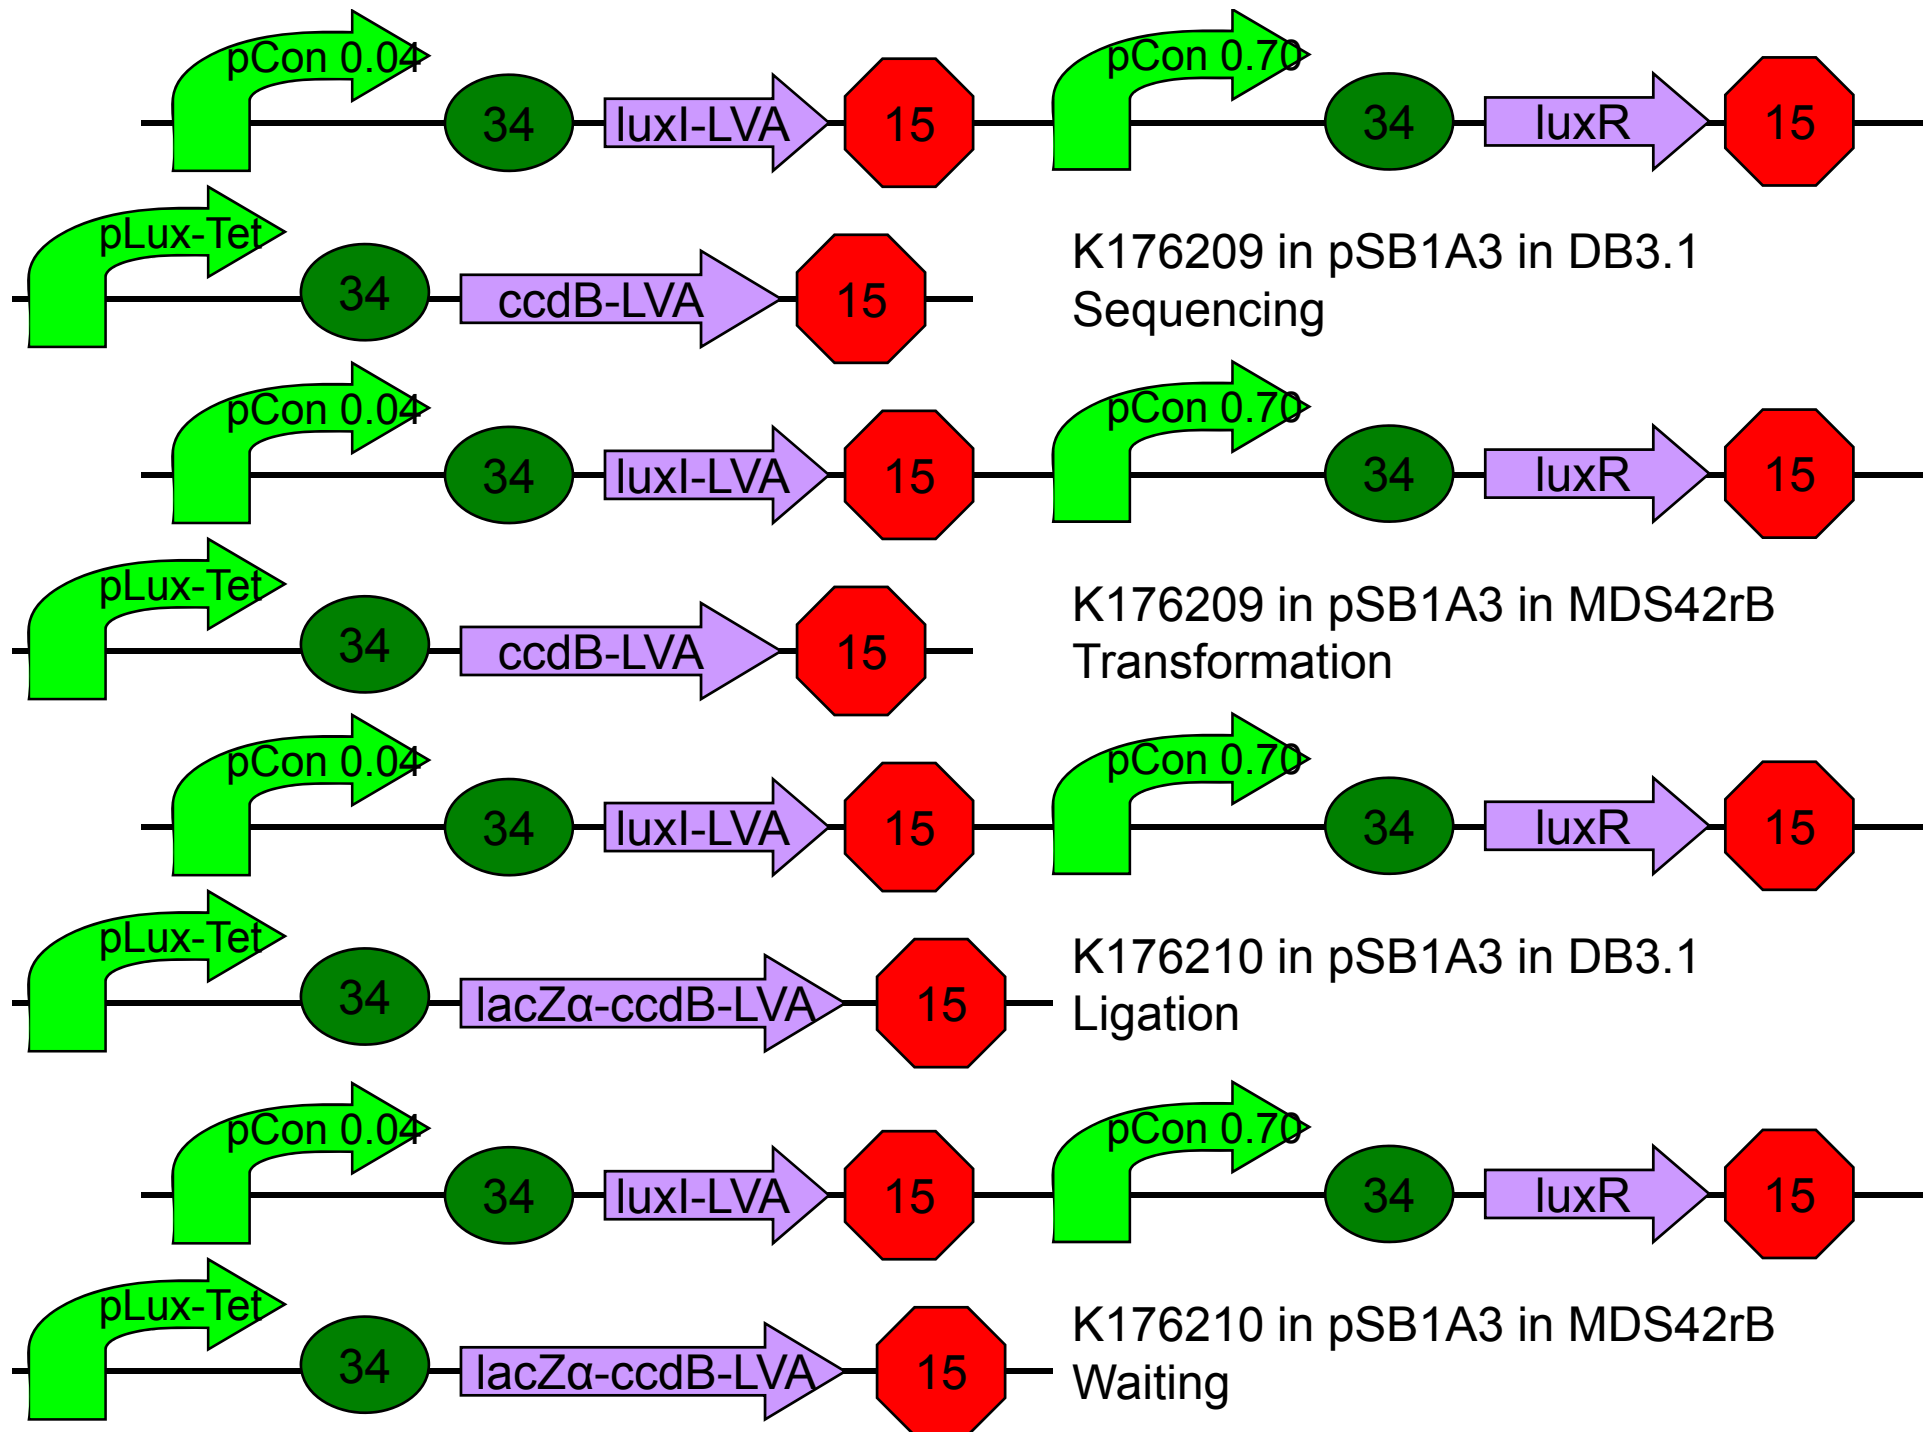 pCon 0.04 34 luxI-LVA 15 pCon 0.70 34 luxR 15
pLux-Tet 34 ccdB-LVA 15
K176209 in pSB1A3 in DB3.1
Sequencing
pCon 0.04 34 luxI-LVA 15 pCon 0.70 34 luxR 15
pLux-Tet 34 ccdB-LVA 15
K176209 in pSB1A3 in MDS42rB
Transformation
pCon 0.04 34 luxI-LVA 15 pCon 0.70 34 luxR 15
pLux-Tet 34 lacZα-ccdB-LVA 15
K176210 in pSB1A3 in DB3.1
Ligation
pCon 0.04 34 luxI-LVA 15 pCon 0.70 34 luxR 15
pLux-Tet 34 lacZα-ccdB-LVA 15
K176210 in pSB1A3 in MDS42rB
Waiting